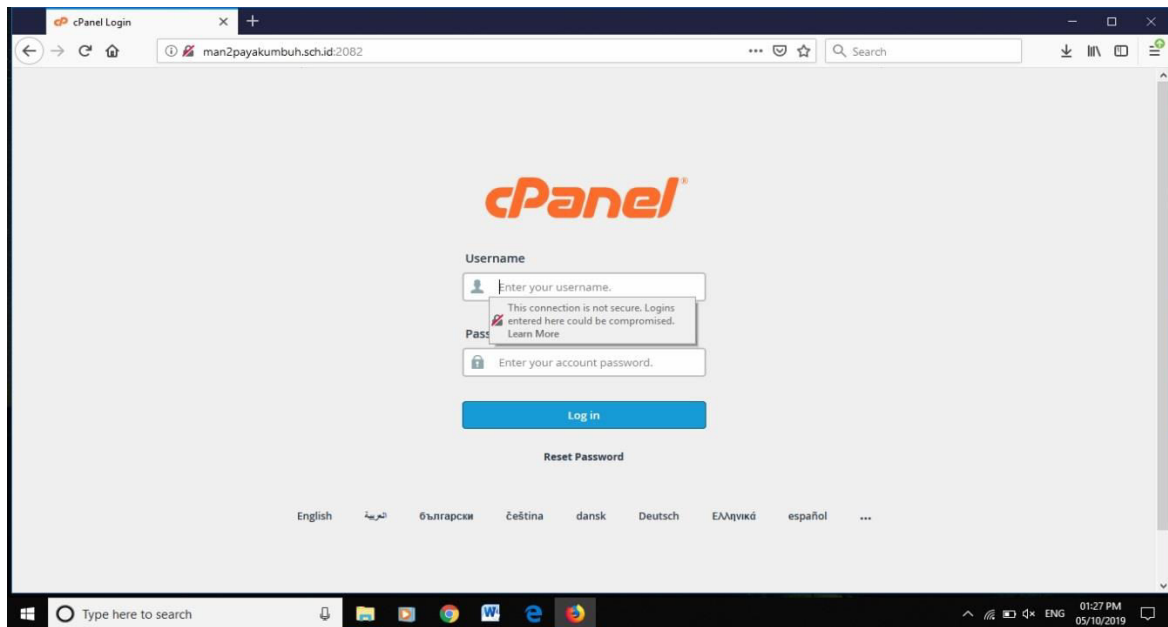 cPanel Login
man2payakumbuh.sch.id:2082
Search
cPanel®
Username
Enter your username.
This connection is not secure. Logins
entered here could be compromised.
Learn More
Pass
Enter your account password.
Log in
Reset Password
English العربية български čeština dansk Deutsch Ελληνικά español ...
Type here to search
ENG
01:27 PM
05/10/2019